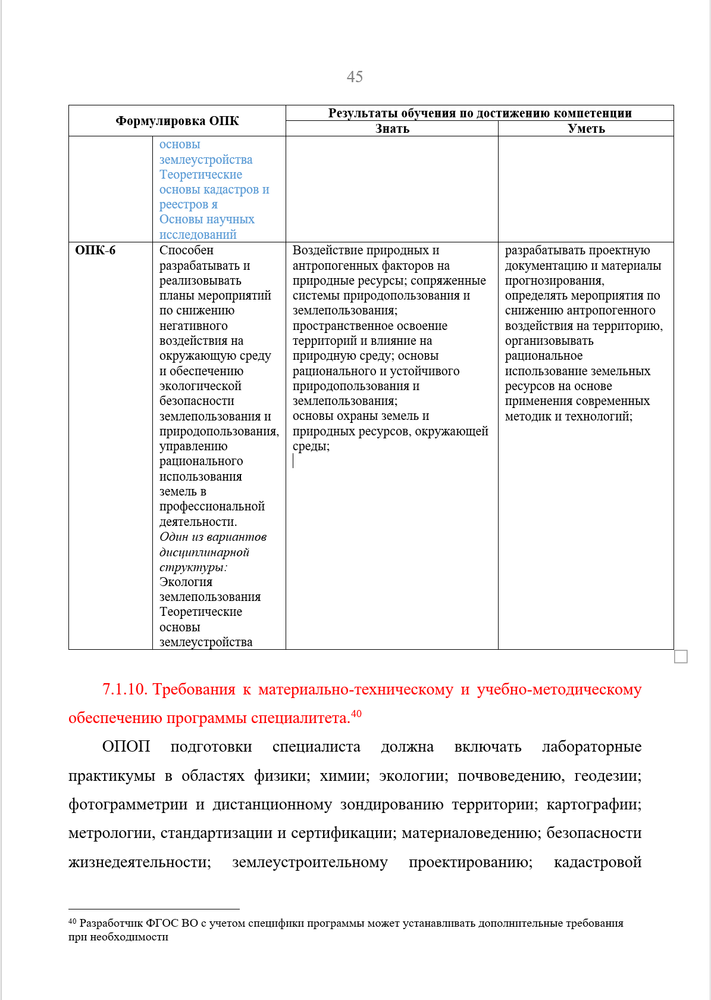 45
Формулировка ОПК
Результаты обучения по достижению компетенции
Знать
Уметь
основы
землеустройства
Теоретические
основы кадастров и
реестров я
Основы научных
исследований
ОПК-6
Способен
разрабатывать и
реализовывать
планы мероприятий
по снижению
негативного
воздействия на
окружающую среду
и обеспечению
экологической
безопасности
землепользования и
природопользования,
управлению
рационального
использования
земель в
профессиональной
деятельности.
Один из вариантов
дисциплинарной
структуры:
Экология
землепользования
Теоретические
основы
землеустройства
Воздействие природных и
антропогенных факторов на
природные ресурсы; сопряженные
системы природопользования и
землепользования;
пространственное освоение
территорий и влияние на
природную среду; основы
рационального и устойчивого
природопользования и
землепользования;
основы охраны земель и
природных ресурсов, окружающей
среды;
разрабатывать проектную
документацию и материалы
прогнозирования,
определять мероприятия по
снижению антропогенного
воздействия на территорию,
организовывать
рациональное
использование земельных
ресурсов на основе
применения современных
методик и технологий;
7.1.10. Требования к материально-техническому и учебно-методическому
обеспечению программы специалитета.40
ОПОП подготовки специалиста должна включать лабораторные
практикумы в областях физики; химии; экологии; почвоведению, геодезии;
фотограмметрии и дистанционному зондированию территории; картографии;
метрологии, стандартизации и сертификации; материаловедению; безопасности
жизнедеятельности; землеустроительному проектированию; кадастровой
40 Разработчик ФГОС ВО с учетом специфики программы может устанавливать дополнительные требования
при необходимости